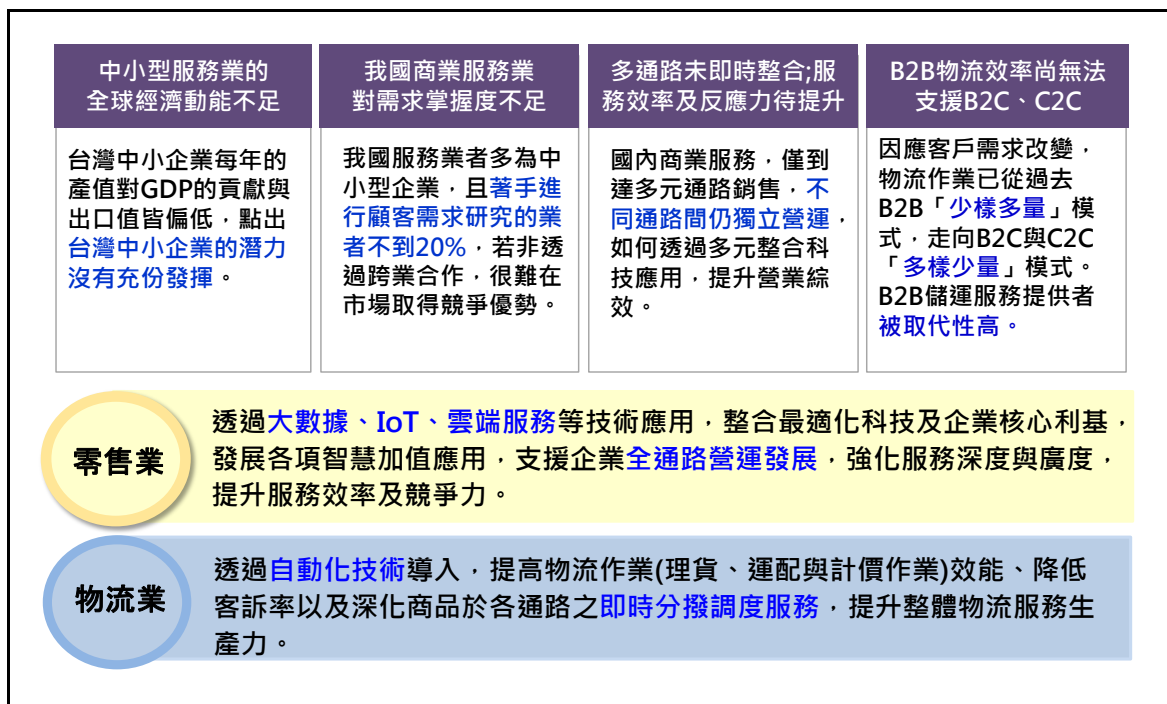 中小型服務業的
全球經濟動能不足
台灣中小企業每年的
產值對GDP的貢獻與
出口值皆偏低，點出
台灣中小企業的潛力
沒有充份發揮。
我國商業服務業
對需求掌握度不足
我國服務業者多為中
小型企業，且著手進
行顧客需求研究的業
者不到20%，若非透
過跨業合作，很難在
市場取得競爭優勢。
多通路未即時整合;服
務效率及反應力待提升
國內商業服務，僅到
達多元通路銷售，不
同通路間仍獨立營運，
如何透過多元整合科
技應用，提升營業綜
效。
B2B物流效率尚無法
支援B2C、C2C
因應客戶需求改變，
物流作業已從過去
B2B「少樣多量」模
式，走向B2C與C2C
「多樣少量」模式。
B2B儲運服務提供者
被取代性高。
零售業
透過大數據、IoT、雲端服務等技術應用，整合最適化科技及企業核心利基，
發展各項智慧加值應用，支援企業全通路營運發展，強化服務深度與廣度，
提升服務效率及競爭力。
物流業
透過自動化技術導入，提高物流作業(理貨、運配與計價作業)效能、降低
客訴率以及深化商品於各通路之即時分撥調度服務，提升整體物流服務生
產力。